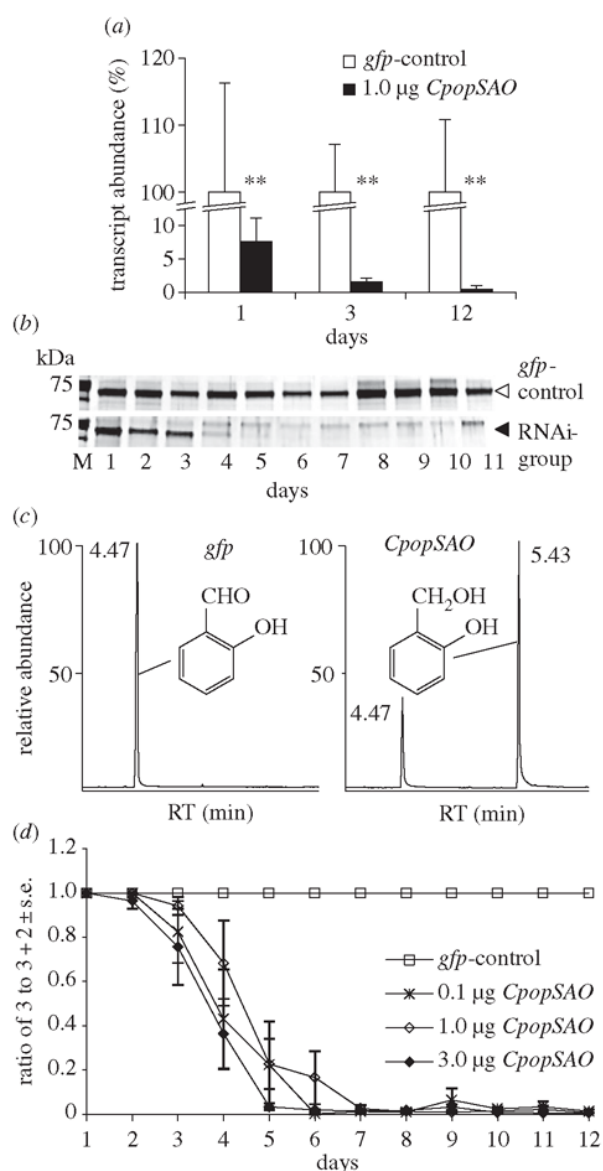 (a)
transcript abundance (%)
120
110
100
10
5
0
gfp-control
1.0 µg CpopSAO
** ** **
1 3 12
days
(b)
kDa
75
gfp-
control
75
RNAi-
group
M 1 2 3 4 5 6 7 8 9 10 11
days
(c)
relative abundance
100
50
4.47
gfp
CHO
OH
RT (min)
100
50
CpopSAO
5.43
CH2OH
OH
4.47
RT (min)
(d)
ratio of 3 to 3 + 2 ± s.e.
1.2
1.0
0.8
0.6
0.4
0.2
0
gfp-control
0.1 µg CpopSAO
1.0 µg CpopSAO
3.0 µg CpopSAO
1 2 3 4 5 6 7 8 9 10 11 12
days